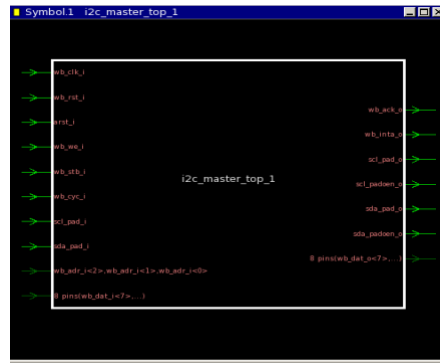 Symbol.1 i2c_master_top_1
wb_clk_i
wb_rst_i
arst_i
wb_we_i
wb_stb_i
wb_cyc_i
scl_pad_i
sda_pad_i
wb_adr_i<2>,wb_adr_i<1>,wb_adr_i<0>
8 pins(wb_dat_i<7>,...)
i2c_master_top_1
wb_ack_o
wb_inta_o
scl_pad_o
scl_padoen_o
sda_pad_o
sda_padoen_o
8 pins(wb_dat_o<7>,...)